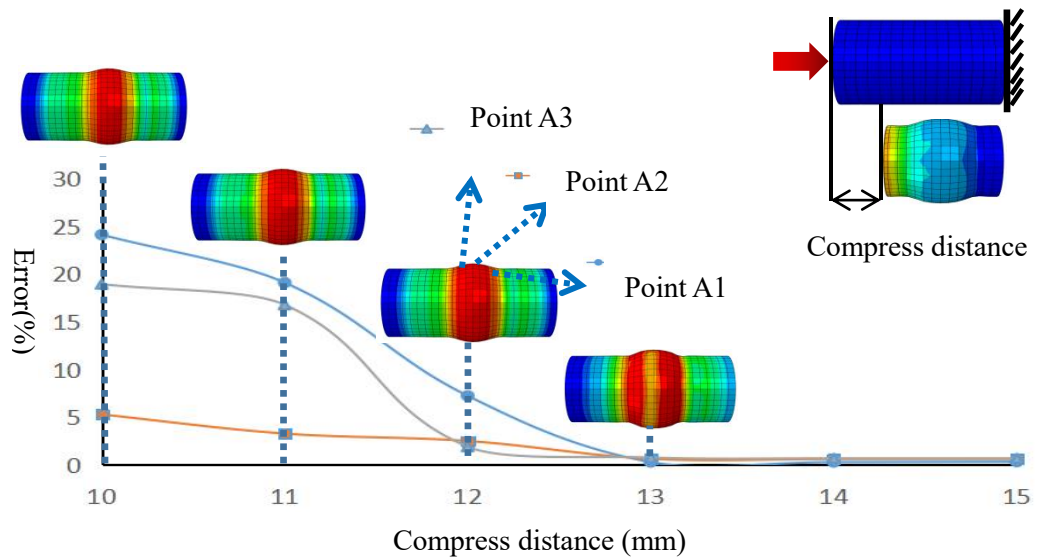 Point A3
Point A2
Point A1
Compress distance
Error(%)
30
25
20
15
10
5
0
10 11 12 13 14 15
Compress distance (mm)